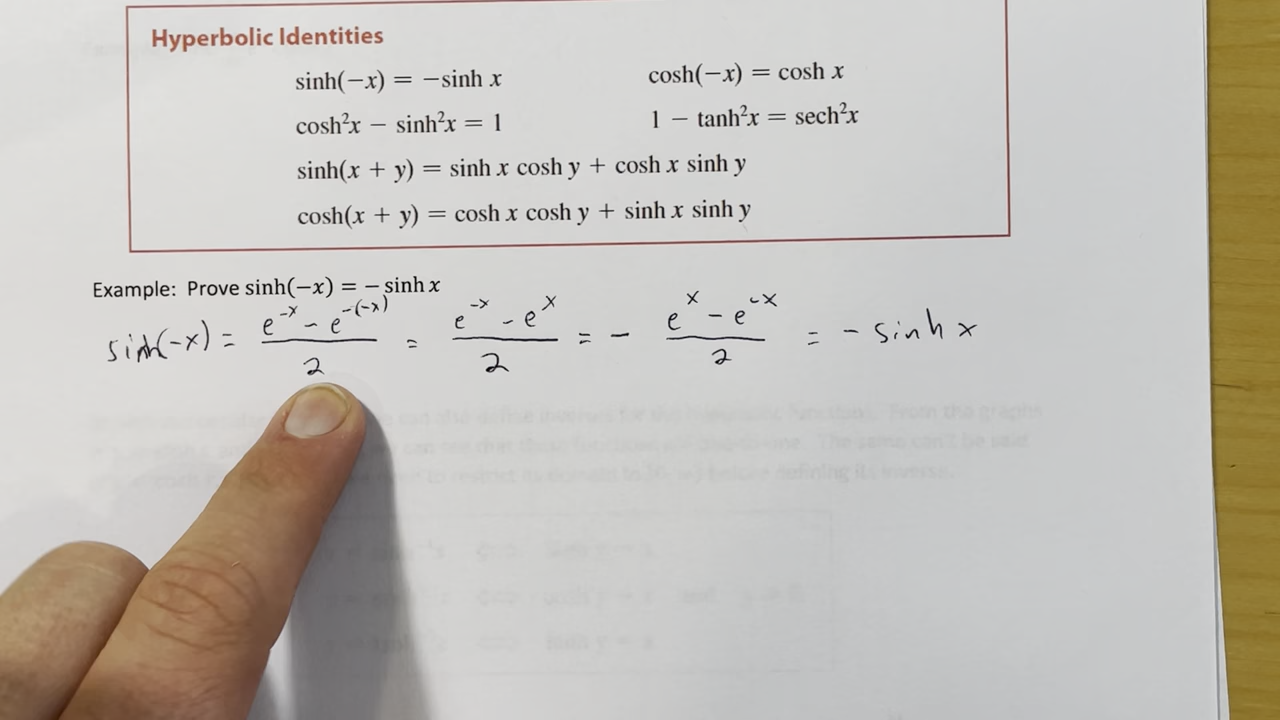 Hyperbolic Identities
sinh(−x) = −sinh x cosh(−x) = cosh x
cosh²x − sinh²x = 1 1 − tanh²x = sech²x
sinh(x + y) = sinh x cosh y + cosh x sinh y
cosh(x + y) = cosh x cosh y + sinh x sinh y
Example: Prove sinh(−x) = − sinh x
sinh(-x) = (e^-x - e^-(-x))/2 = (e^-x - e^x)/2 = - (e^x - e^-x)/2 = - sinh x